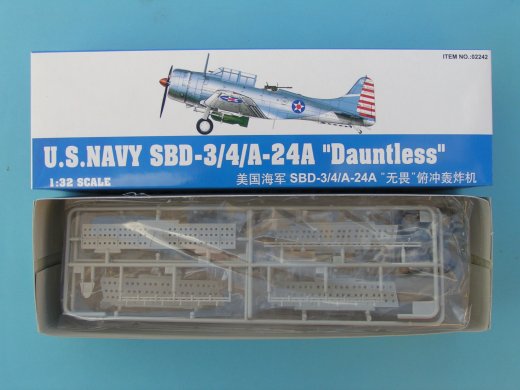 ITEM NO.:02242
U.S.NAVY SBD-3/4/A-24A "Dauntless"
1:32 SCALE
美国海军 SBD-3/4/A-24A "无畏" 俯冲轰炸机